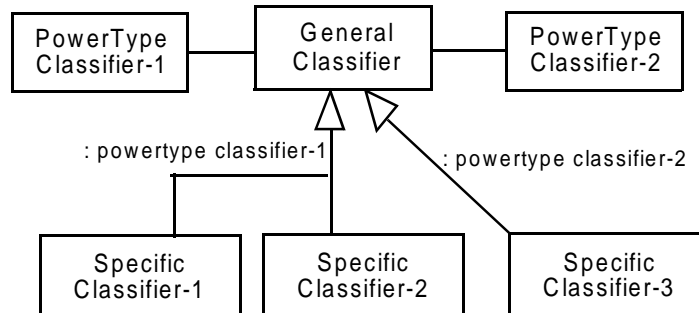 PowerType
Classifier-1
General
Classifier
PowerType
Classifier-2
: powertype classifier-1
: powertype classifier-2
Specific
Classifier-1
Specific
Classifier-2
Specific
Classifier-3